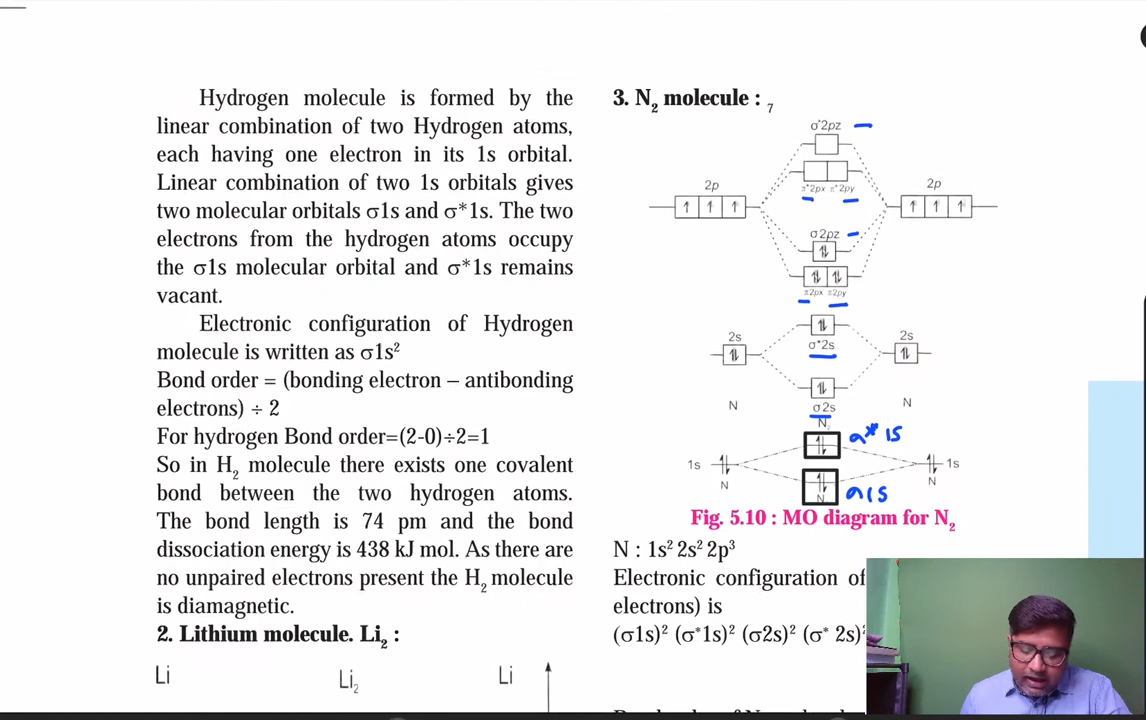 Hydrogen molecule is formed by the
linear combination of two Hydrogen atoms,
each having one electron in its 1s orbital.
Linear combination of two 1s orbitals gives
two molecular orbitals σ1s and σ*1s. The two
electrons from the hydrogen atoms occupy
the σ1s molecular orbital and σ*1s remains
vacant.
Electronic configuration of Hydrogen
molecule is written as σ1s²
Bond order = (bonding electron – antibonding
electrons) ÷ 2
For hydrogen Bond order=(2-0)÷2=1
So in H₂ molecule there exists one covalent
bond between the two hydrogen atoms.
The bond length is 74 pm and the bond
dissociation energy is 438 kJ mol. As there are
no unpaired electrons present the H₂ molecule
is diamagnetic.
2. Lithium molecule. Li₂ :
Li Li₂ Li
3. N₂ molecule : 7
σ*2pz
π*2px π*2py
2p 2p
σ2pz
π2px π2py
2s 2s
σ*2s
N N
σ2s
N₂
σ* 1s
1s 1s
N N
σ1s
Fig. 5.10 : MO diagram for N₂
N : 1s² 2s² 2p³
Electronic configuration of
electrons) is
(σ1s)² (σ*1s)² (σ2s)² (σ* 2s)²